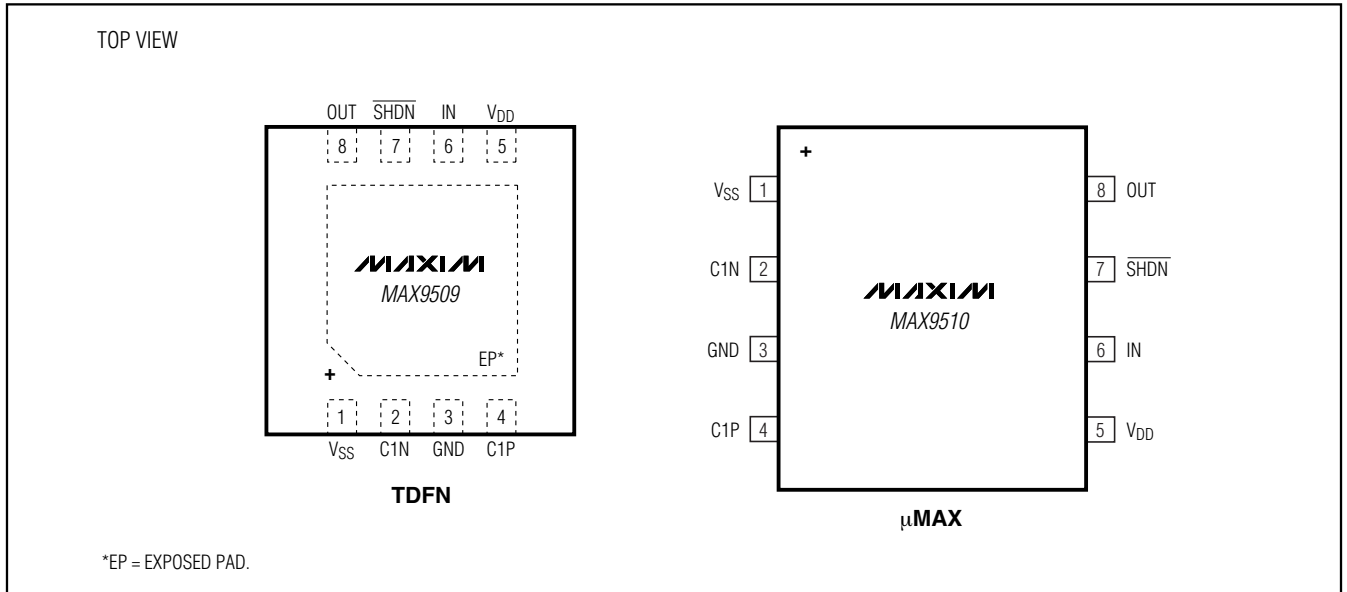 TOP VIEW
OUT SHDN IN VDD
8 7 6 5
MAXIM
MAX9509
EP*
+
1 2 3 4
VSS C1N GND C1P
TDFN
+
VSS 1
8 OUT
C1N 2
7 SHDN
MAXIM
MAX9510
GND 3
6 IN
C1P 4
5 VDD
µMAX
*EP = EXPOSED PAD.